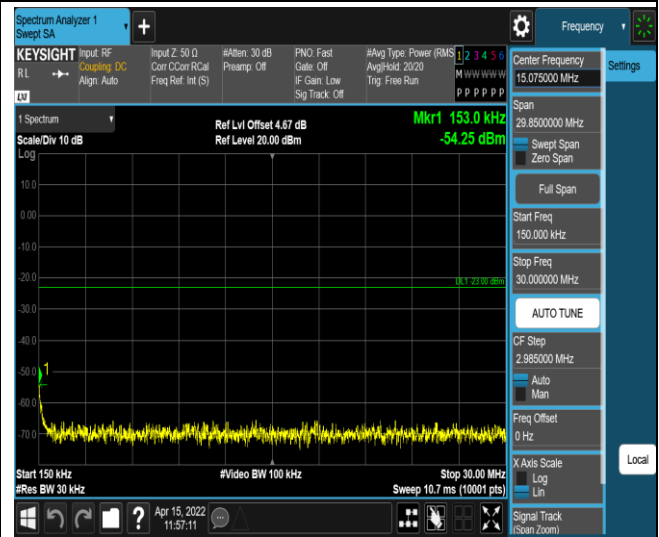 Spectrum Analyzer 1
Swept SA
+
Frequency
KEYSIGHT
RL
LXI
Input: RF
Coupling: DC
Align: Auto
Input Z: 50 Ω
Corr CCorr RCal
Freq Ref: Int (S)
#Atten: 30 dB
Preamp: Off
PNO: Fast
Gate: Off
IF Gain: Low
Sig Track: Off
#Avg Type: Power (RMS
Avg|Hold: 20/20
Trig: Free Run
1 2 3 4 5 6
M W W W W W
P P P P P P
1 Spectrum
Scale/Div 10 dB
Log
Ref Lvl Offset 4.67 dB
Ref Level 20.00 dBm
Mkr1 153.0 kHz
-54.25 dBm
10.0
0.00
-10.0
-20.0
DL1 -23.00 dBm
-30.0
-40.0
-50.0
1
-60.0
-70.0
Start 150 kHz
#Res BW 30 kHz
#Video BW 100 kHz
Stop 30.00 MHz
Sweep 10.7 ms (10001 pts)
?
Apr 15, 2022
11:57:11
Center Frequency
15.075000 MHz
Settings
Span
29.8500000 MHz
Swept Span
Zero Span
Full Span
Start Freq
150.000 kHz
Stop Freq
30.000000 MHz
AUTO TUNE
CF Step
2.985000 MHz
Auto
Man
Freq Offset
0 Hz
X Axis Scale
Log
Lin
Local
Signal Track
(Span Zoom)